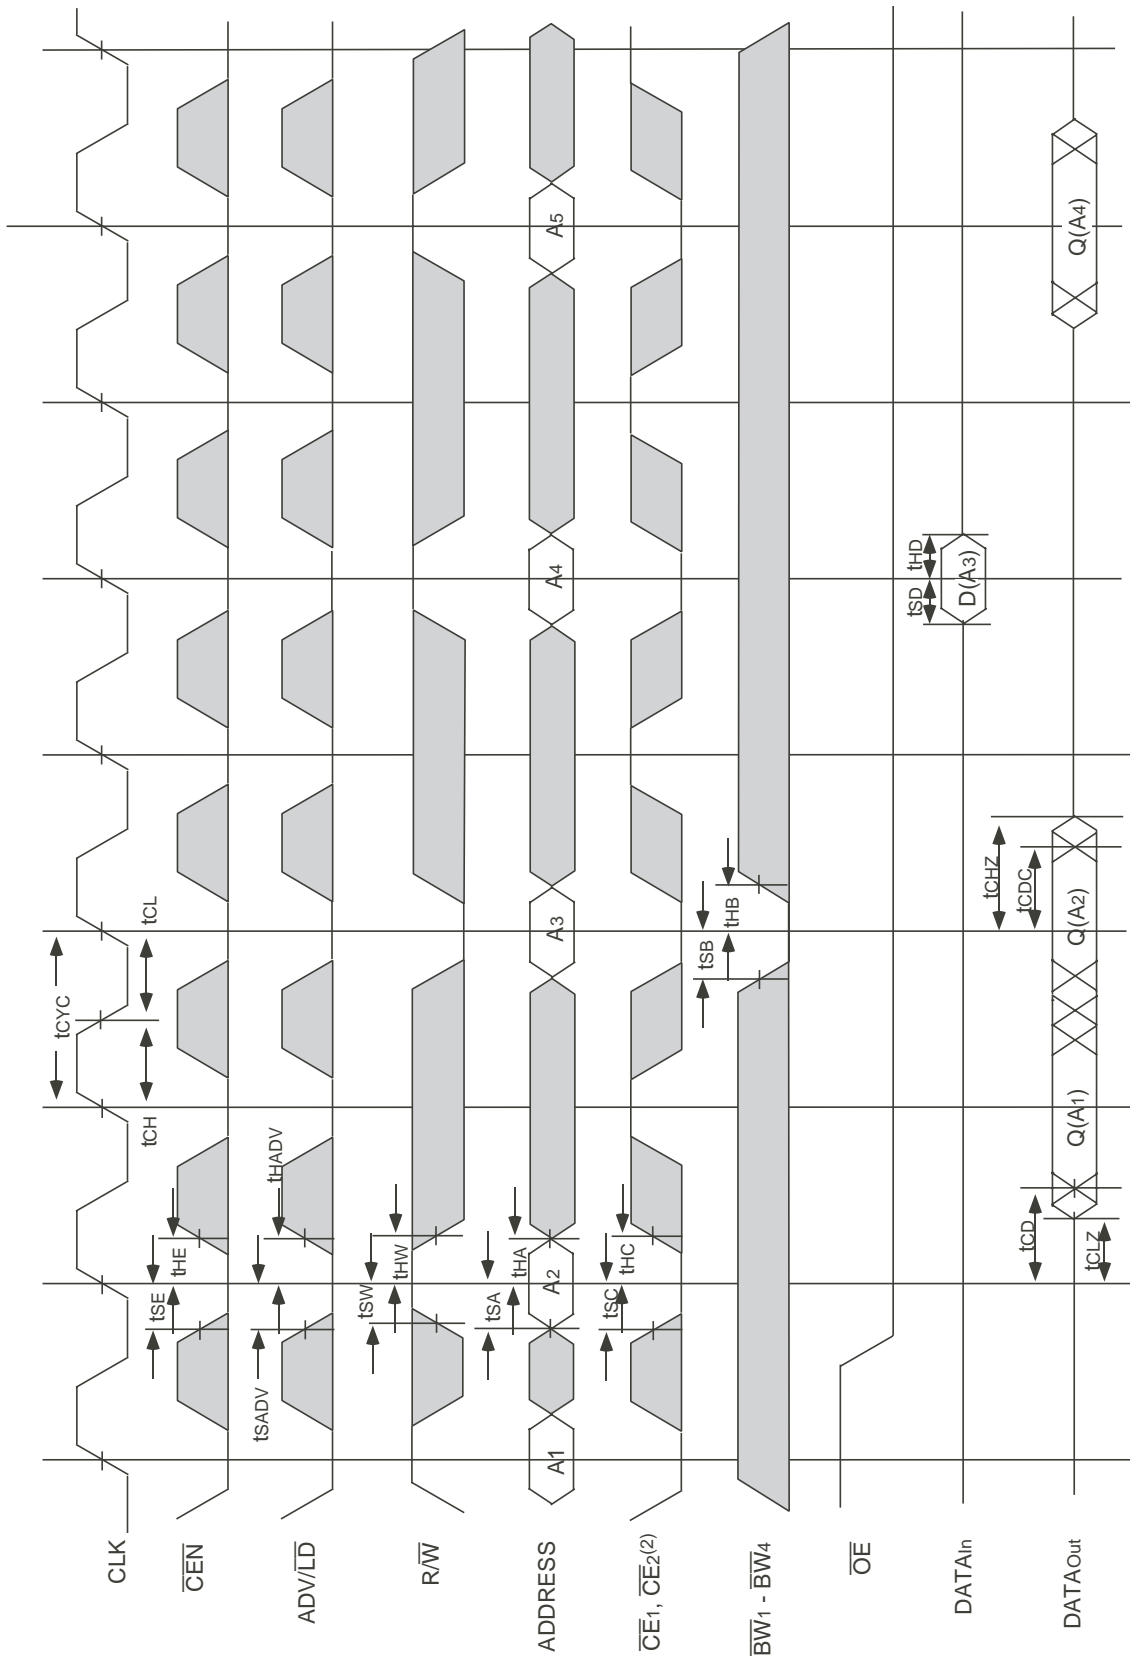 CLK
tCYC
tCH
tCL
CEN
tSE
tHE
ADV/LD
tSADV
tHADV
R/W
tSW
tHW
ADDRESS
A1
A2
A3
A4
A5
tSA
tHA
CE1, CE2(2)
tSC
tHC
BW1 - BW4
tSB
tHB
OE
DATAIn
tSD
tHD
D(A3)
DATAOut
tCD
tCLZ
Q(A1)
Q(A2)
tCHZ
tCDC
Q(A4)